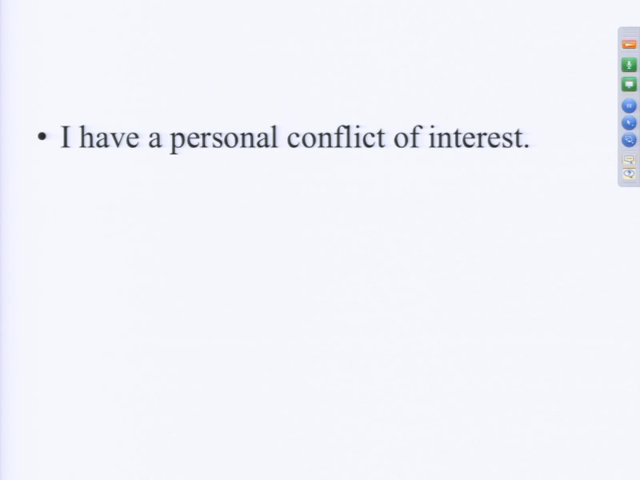 • I have a personal conflict of interest.